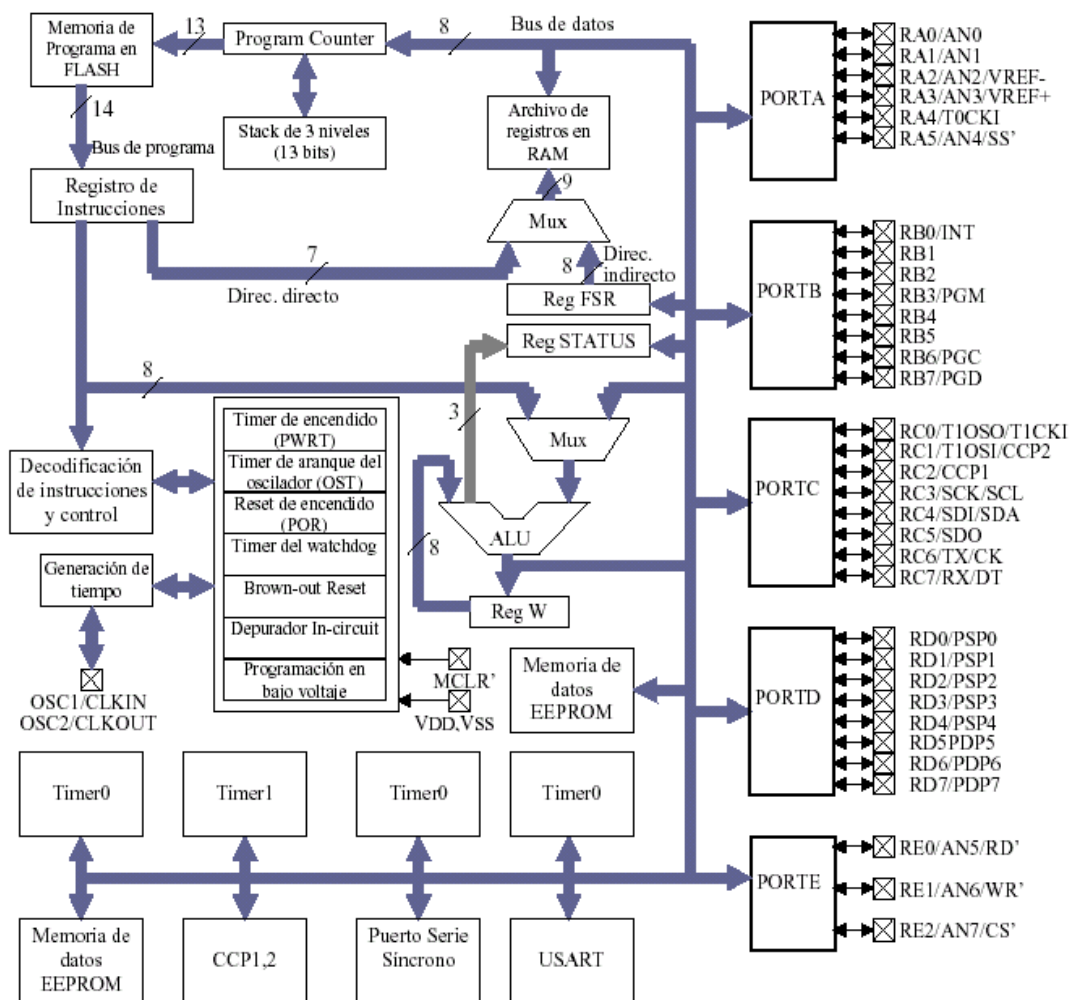 Memoria de
Programa en
FLASH
13
Program Counter
8
Bus de datos
14
Bus de programa
Stack de 3 niveles
(13 bits)
Archivo de
registros en
RAM
9
Registro de
Instrucciones
Mux
7
Direc. directo
8
Direc.
indirecto
Reg FSR
Reg STATUS
8
3
Mux
Timer de encendido
(PWRT)
Timer de aranque del
oscilador (OST)
Reset de encendido
(POR)
Timer del watchdog
Brown-out Reset
Depurador In-circuit
Programación en
bajo voltaje
Decodificación
de instrucciones
y control
Generación de
tiempo
OSC1/CLKIN
OSC2/CLKOUT
ALU
8
Reg W
MCLR’
VDD,VSS
Memoria de
datos
EEPROM
Timer0
Timer1
Timer0
Timer0
Memoria de
datos
EEPROM
CCP1,2
Puerto Serie
Síncrono
USART
PORTA
RA0/AN0
RA1/AN1
RA2/AN2/VREF-
RA3/AN3/VREF+
RA4/T0CKI
RA5/AN4/SS’
PORTB
RB0/INT
RB1
RB2
RB3/PGM
RB4
RB5
RB6/PGC
RB7/PGD
PORTC
RC0/T1OSO/T1CKI
RC1/T1OSI/CCP2
RC2/CCP1
RC3/SCK/SCL
RC4/SDI/SDA
RC5/SDO
RC6/TX/CK
RC7/RX/DT
PORTD
RD0/PSP0
RD1/PSP1
RD2/PSP2
RD3/PSP3
RD4/PSP4
RD5PDP5
RD6/PDP6
RD7/PDP7
PORTE
RE0/AN5/RD’
RE1/AN6/WR’
RE2/AN7/CS’